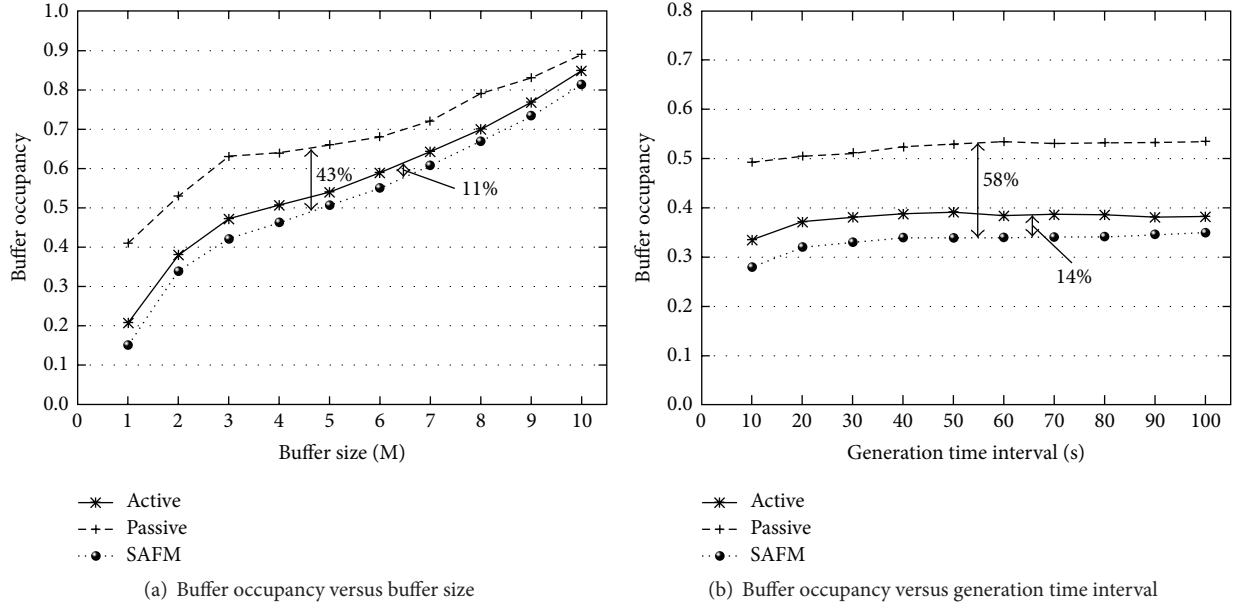 1.0
0.9
0.8
0.7
0.6
0.5
0.4
0.3
0.2
0.1
0.0
Buffer occupancy
43%
11%
0 1 2 3 4 5 6 7 8 9 10
Buffer size (M)
Active
Passive
SAFM
(a) Buffer occupancy versus buffer size
0.8
0.7
0.6
0.5
0.4
0.3
0.2
0.1
0.0
Buffer occupancy
58%
14%
0 10 20 30 40 50 60 70 80 90 100
Generation time interval (s)
Active
Passive
SAFM
(b) Buffer occupancy versus generation time interval